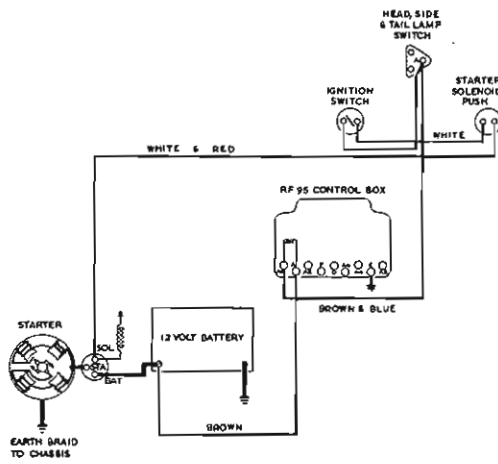 HEAD, SIDE
& TAIL LAMP
SWITCH
IGNITION
SWITCH
STARTER
SOLENOID
PUSH
WHITE
WHITE & RED
RF 95 CONTROL BOX
BROWN & BLUE
STARTER
SOL
STA
BAT
12 VOLT BATTERY
BROWN
EARTH BRAID
TO CHASSIS